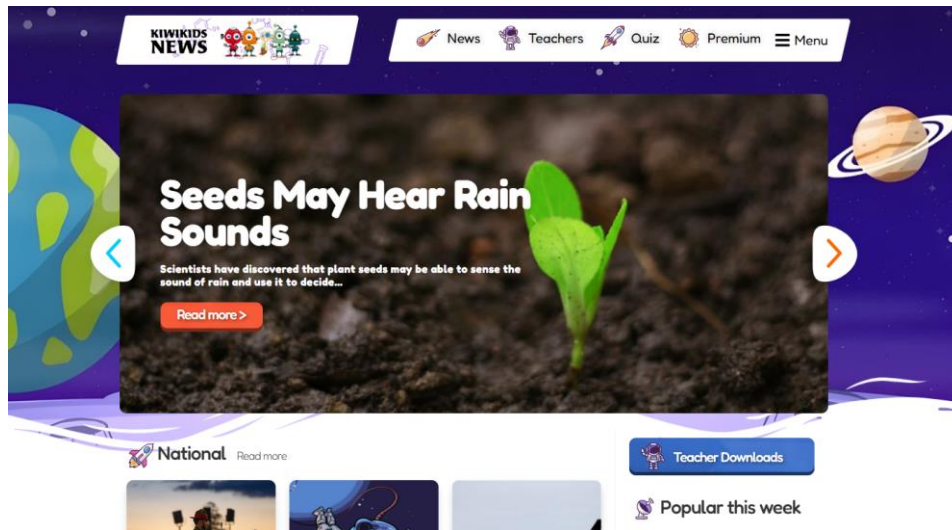 KIWIKIDS
NEWS
News
Teachers
Quiz
Premium
Menu
Seeds May Hear Rain
Sounds
Scientists have discovered that plant seeds may be able to sense the
sound of rain and use it to decide...
Read more >
National
Read more
Teacher Downloads
Popular this week